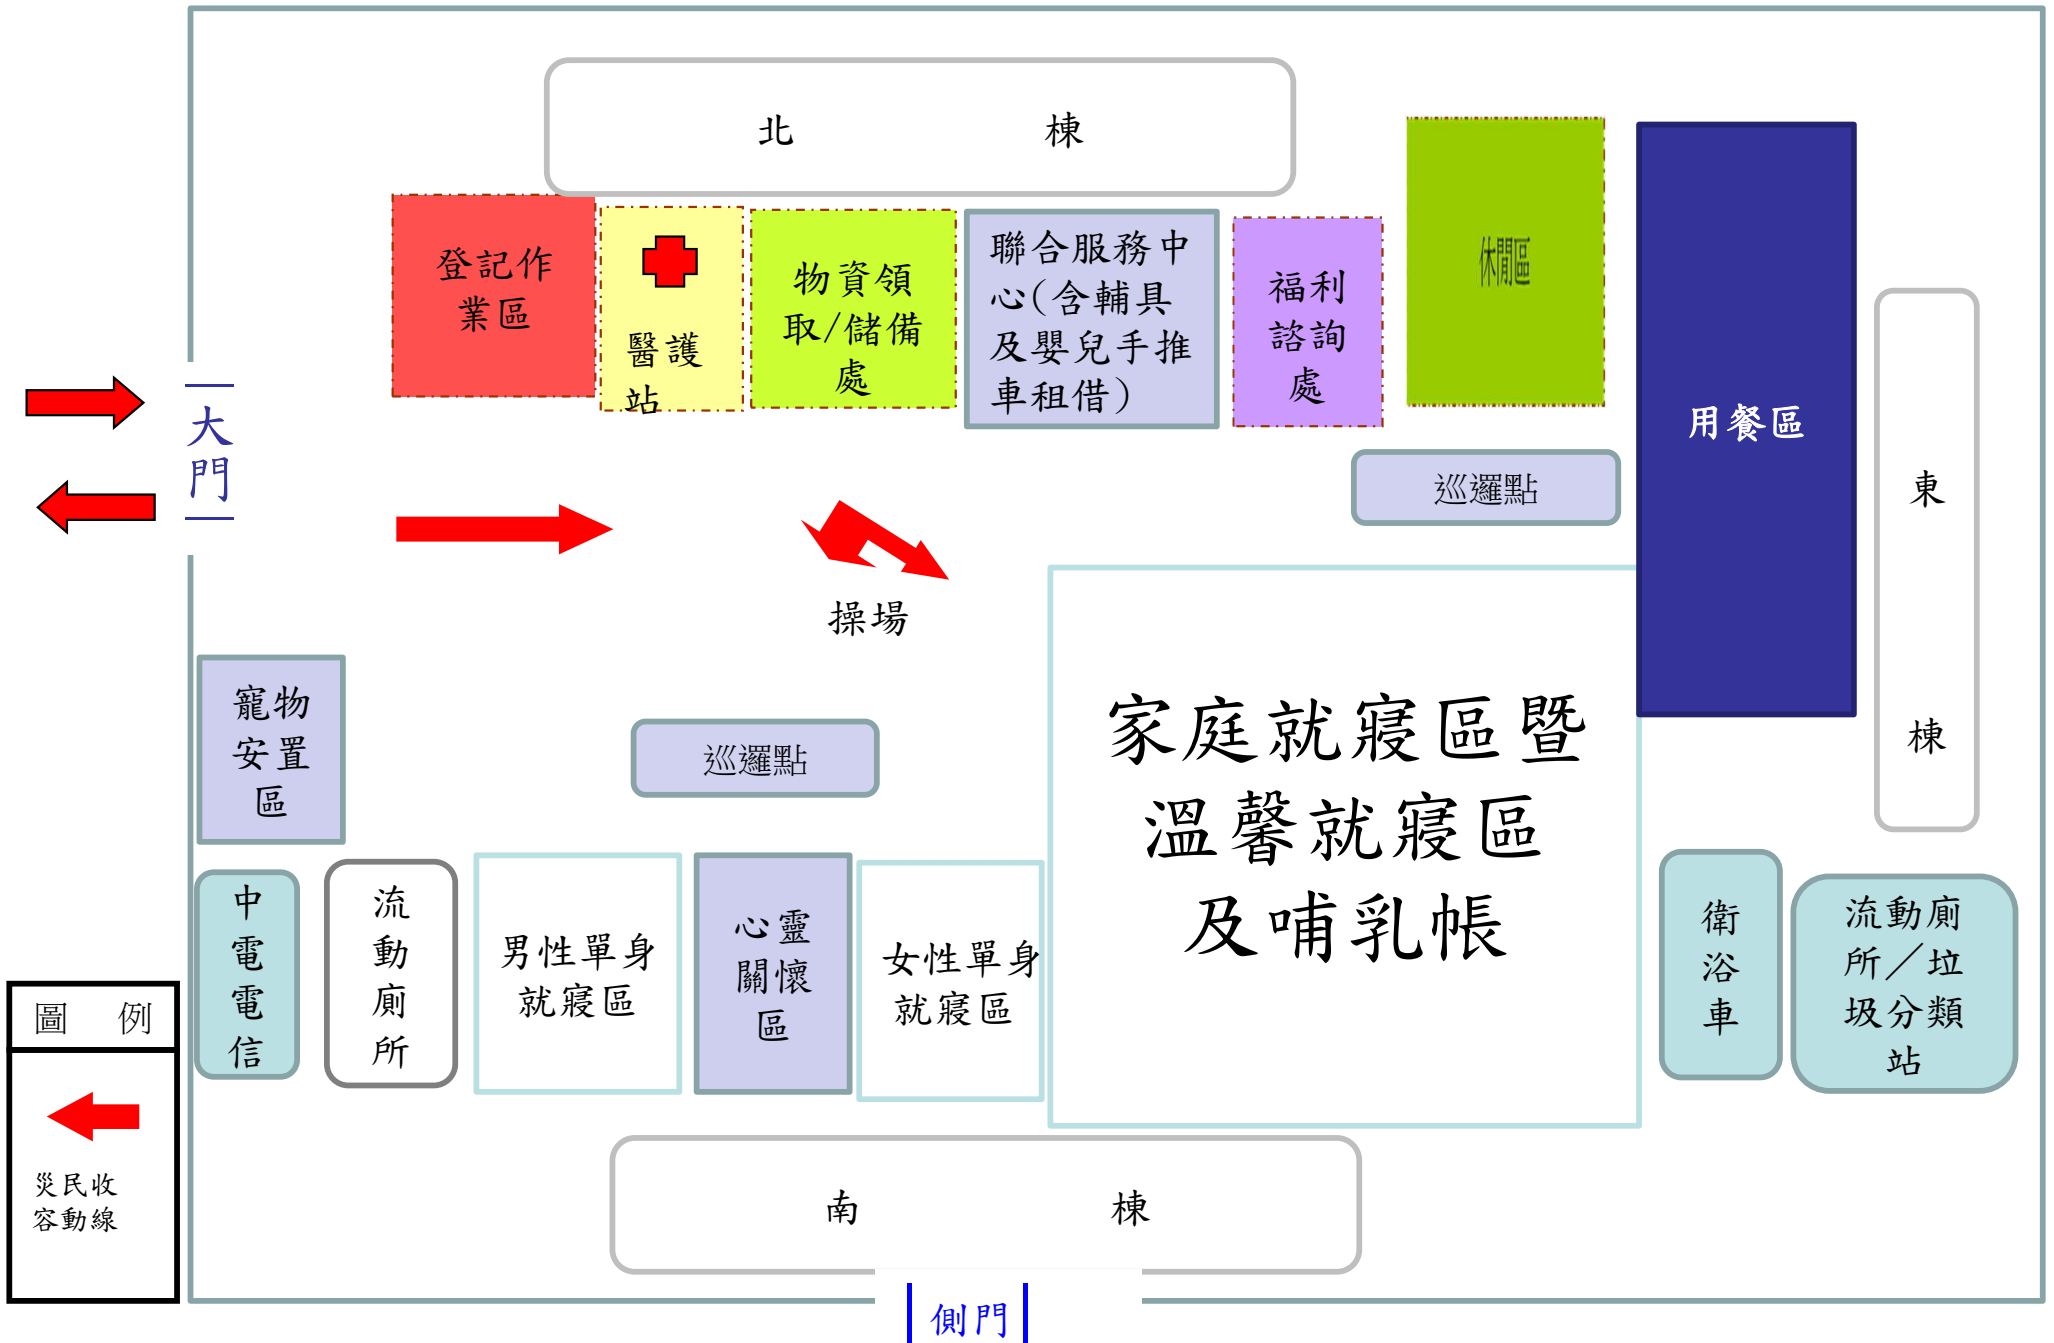 北 棟
登記作
業區
醫護
站
物資領
取/儲備
處
聯合服務中
心(含輔具
及嬰兒手推
車租借)
福利
諮詢
處
休閒區
用餐區
東
棟
大
門
巡邏點
操場
寵物
安置
區
巡邏點
家庭就寢區暨
溫馨就寢區
及哺乳帳
中
電
電
信
流
動
廁
所
男性單身
就寢區
心靈
關懷
區
女性單身
就寢區
衛
浴
車
流動廁
所／垃
圾分類
站
圖 例
災民收
容動線
南 棟
側門